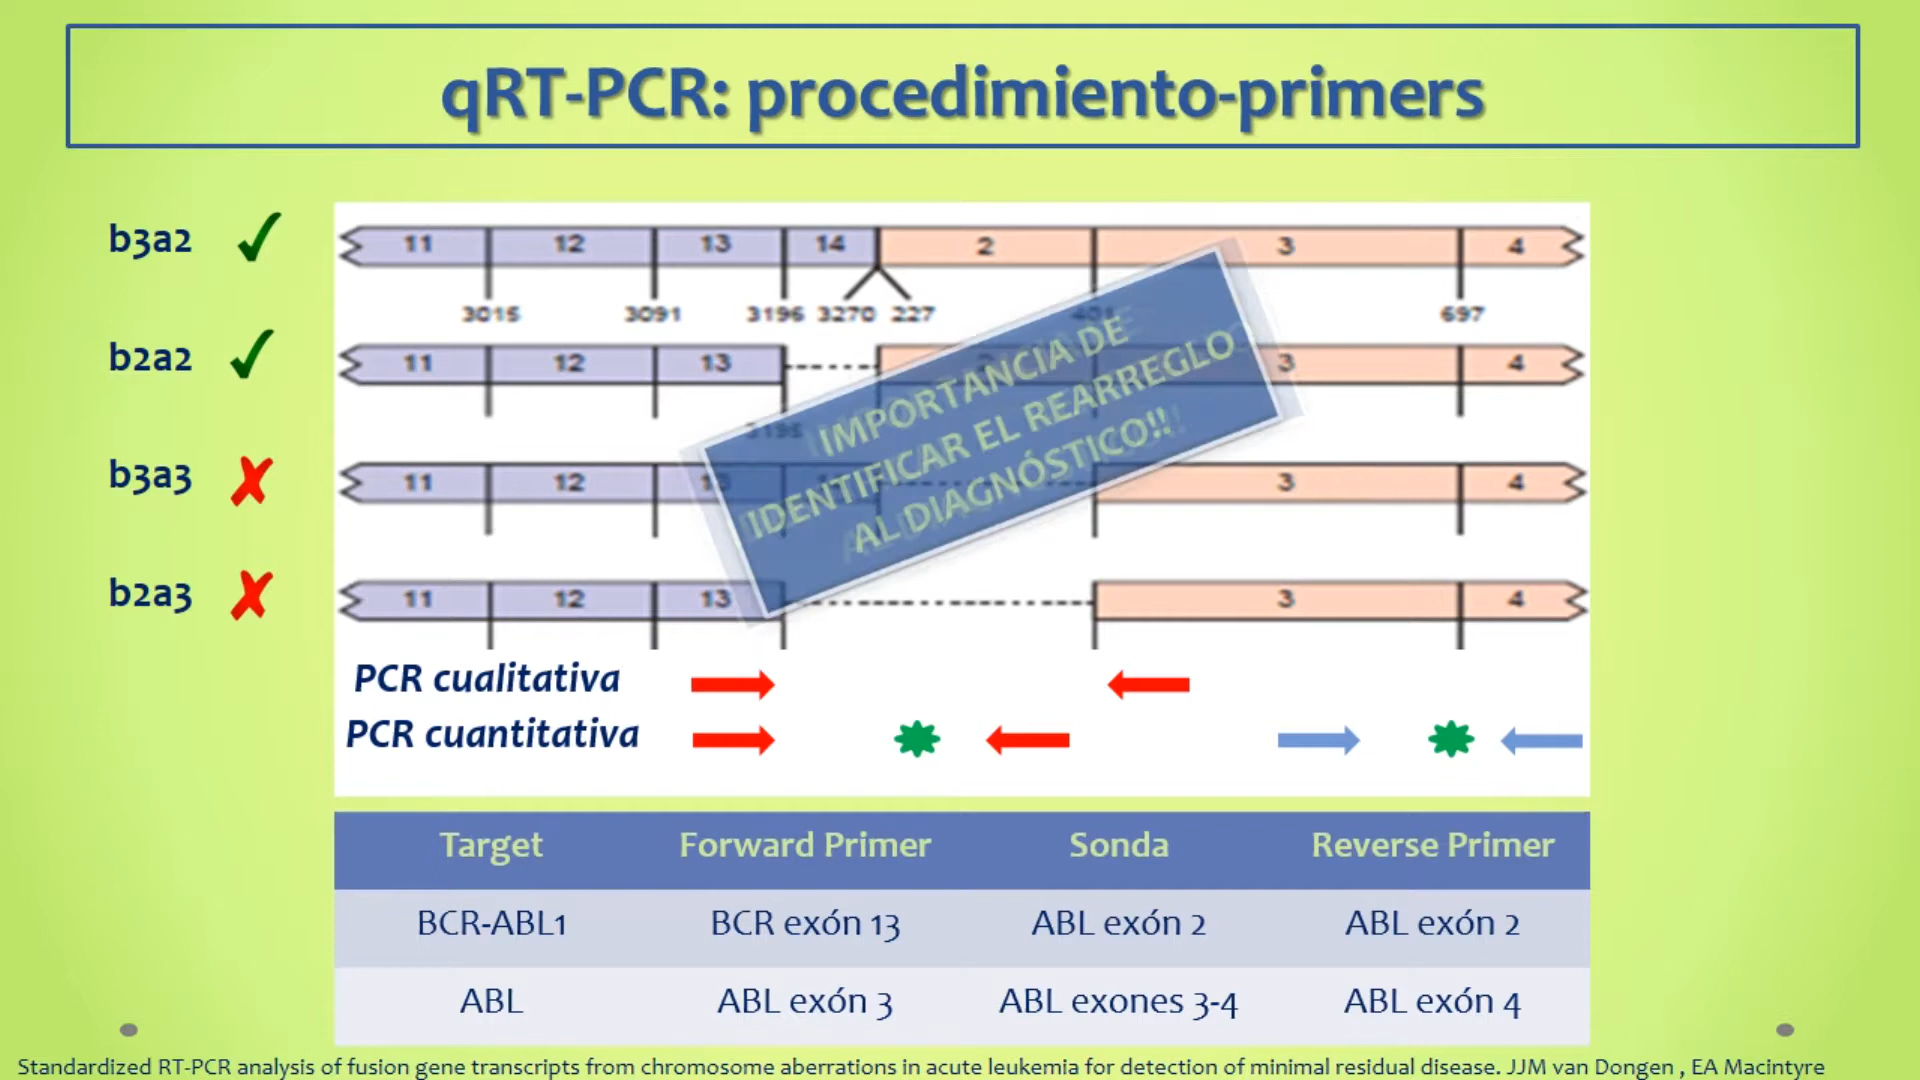 qRT-PCR: procedimiento-primers
b3a2 11 12 13 14 2 3 4
3015 3091 3196 3270 227 697
b2a2 11 12 13 3 4
b3a3 11 12 3 4
b2a3 11 12 13 3 4
IMPORTANCIA DE
IDENTIFICAR EL REARREGLO
AL DIAGNÓSTICO!!
PCR cualitativa
PCR cuantitativa
Target Forward Primer Sonda Reverse Primer
BCR-ABL1 BCR exón 13 ABL exón 2 ABL exón 2
ABL ABL exón 3 ABL exones 3-4 ABL exón 4
Standardized RT-PCR analysis of fusion gene transcripts from chromosome aberrations in acute leukemia for detection of minimal residual disease. JJM van Dongen , EA Macintyre